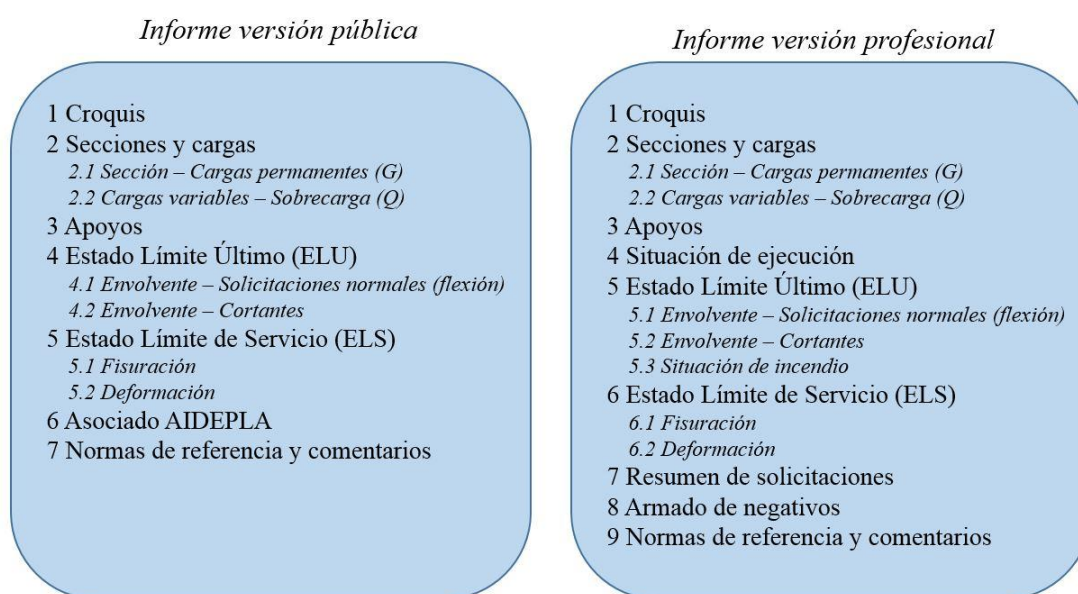 Informe versión pública
1 Croquis
2 Secciones y cargas
2.1 Sección – Cargas permanentes (G)
2.2 Cargas variables – Sobrecarga (Q)
3 Apoyos
4 Estado Límite Último (ELU)
4.1 Envolvente – Solicitaciones normales (flexión)
4.2 Envolvente – Cortantes
5 Estado Límite de Servicio (ELS)
5.1 Fisuración
5.2 Deformación
6 Asociado AIDEPLA
7 Normas de referencia y comentarios
Informe versión profesional
1 Croquis
2 Secciones y cargas
2.1 Sección – Cargas permanentes (G)
2.2 Cargas variables – Sobrecarga (Q)
3 Apoyos
4 Situación de ejecución
5 Estado Límite Último (ELU)
5.1 Envolvente – Solicitaciones normales (flexión)
5.2 Envolvente – Cortantes
5.3 Situación de incendio
6 Estado Límite de Servicio (ELS)
6.1 Fisuración
6.2 Deformación
7 Resumen de solicitaciones
8 Armado de negativos
9 Normas de referencia y comentarios